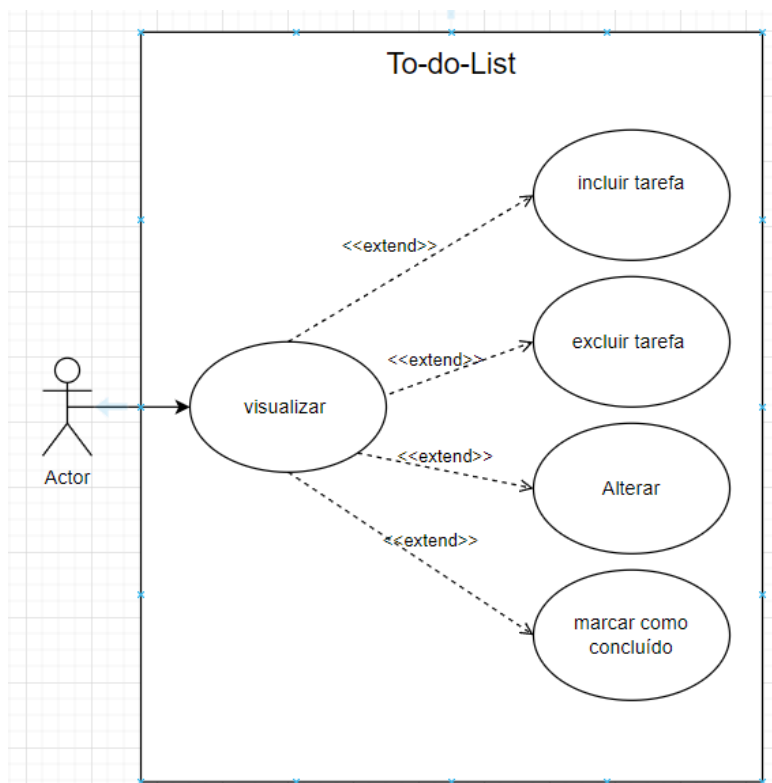 To-do-List
incluir tarefa
<<extend>>
excluir tarefa
<<extend>>
visualizar
Actor
<<extend>>
Alterar
<<extend>>
marcar como
concluído